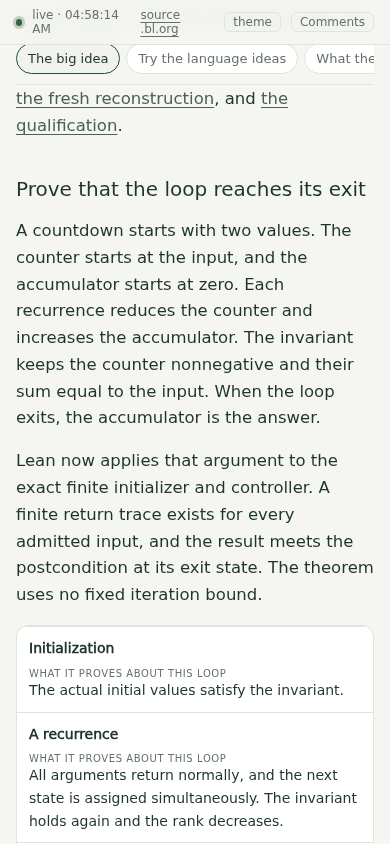 live · 04:58:14 AM
source.bl.org
theme
Comments
The big idea
Try the language ideas
What the
the fresh reconstruction, and the
qualification.
Prove that the loop reaches its exit
A countdown starts with two values. The
counter starts at the input, and the
accumulator starts at zero. Each
recurrence reduces the counter and
increases the accumulator. The invariant
keeps the counter nonnegative and their
sum equal to the input. When the loop
exits, the accumulator is the answer.
Lean now applies that argument to the
exact finite initializer and controller. A
finite return trace exists for every
admitted input, and the result meets the
postcondition at its exit state. The theorem
uses no fixed iteration bound.
Initialization
WHAT IT PROVES ABOUT THIS LOOP
The actual initial values satisfy the invariant.
A recurrence
WHAT IT PROVES ABOUT THIS LOOP
All arguments return normally, and the next
state is assigned simultaneously. The invariant
holds again and the rank decreases.